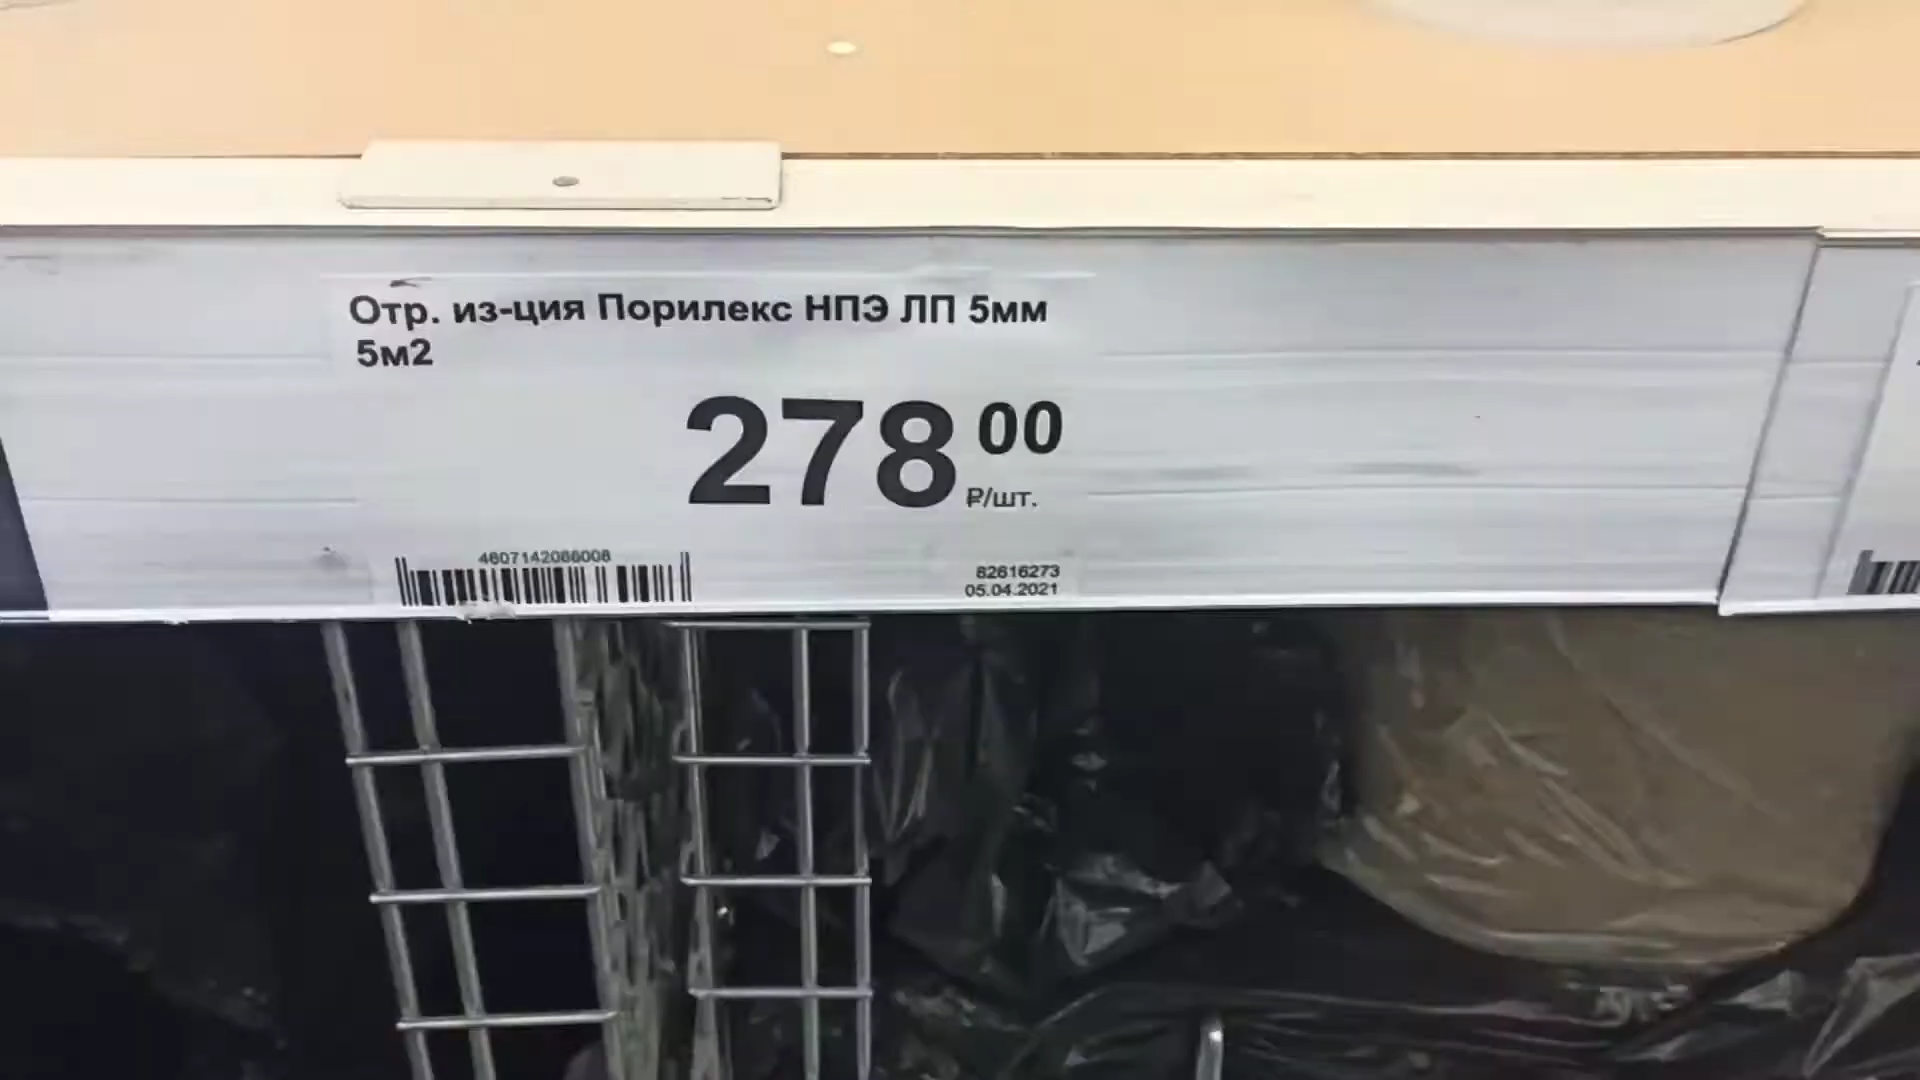 Отр. из-ция Порилекс НПЭ ЛП 5мм
5м2
278 00
₽/шт.
4607142086008
82616273
05.04.2021